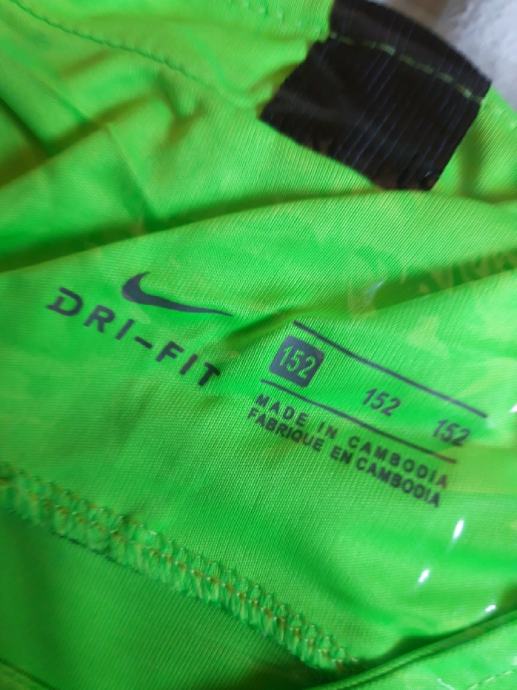 DRI-FIT
152 152 152
MADE IN CAMBODIA
FABRIQUE EN CAMBODIA